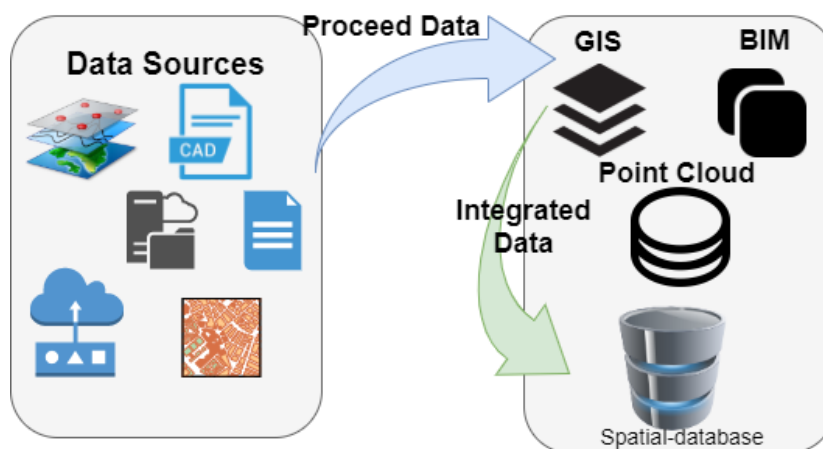 Proceed Data
Data Sources
CAD
GIS
BIM
Point Cloud
Integrated
Data
Spatial-database